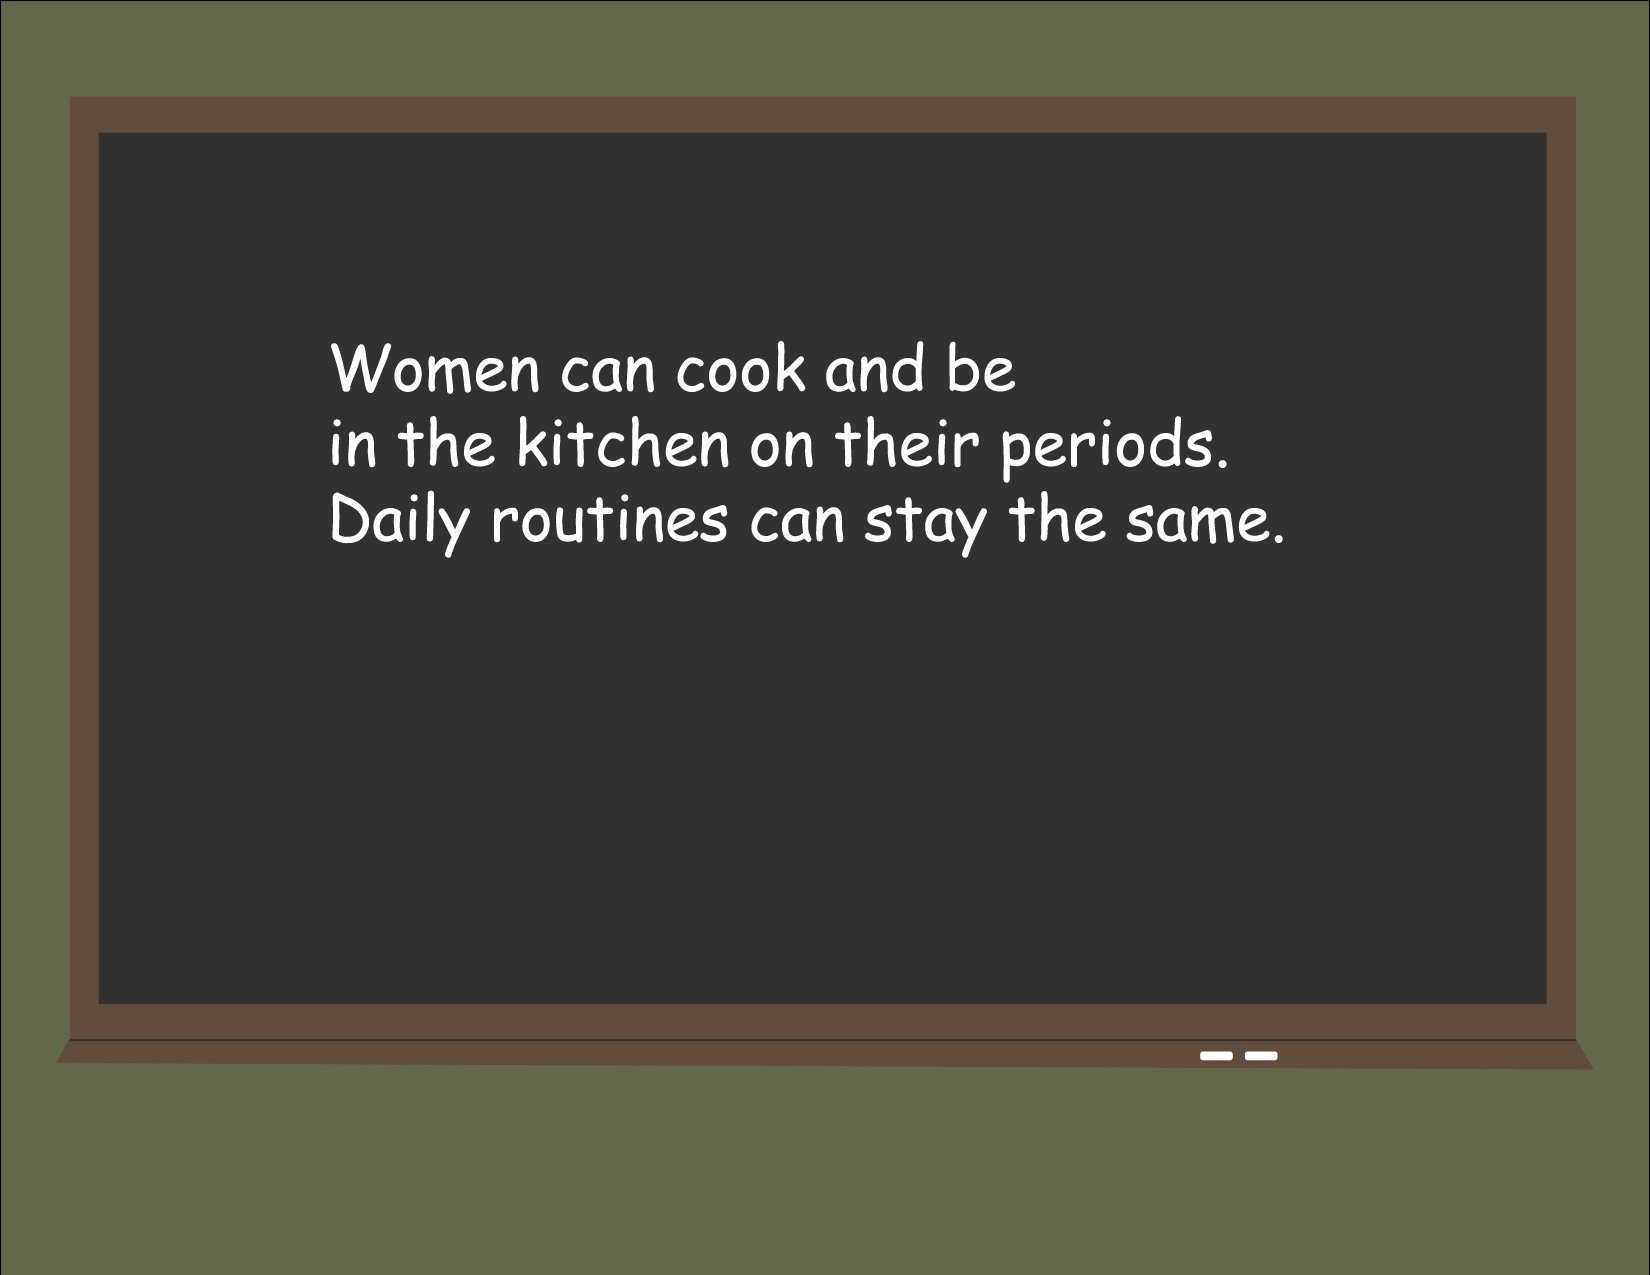 Women can cook and be
in the kitchen on their periods.
Daily routines can stay the same.